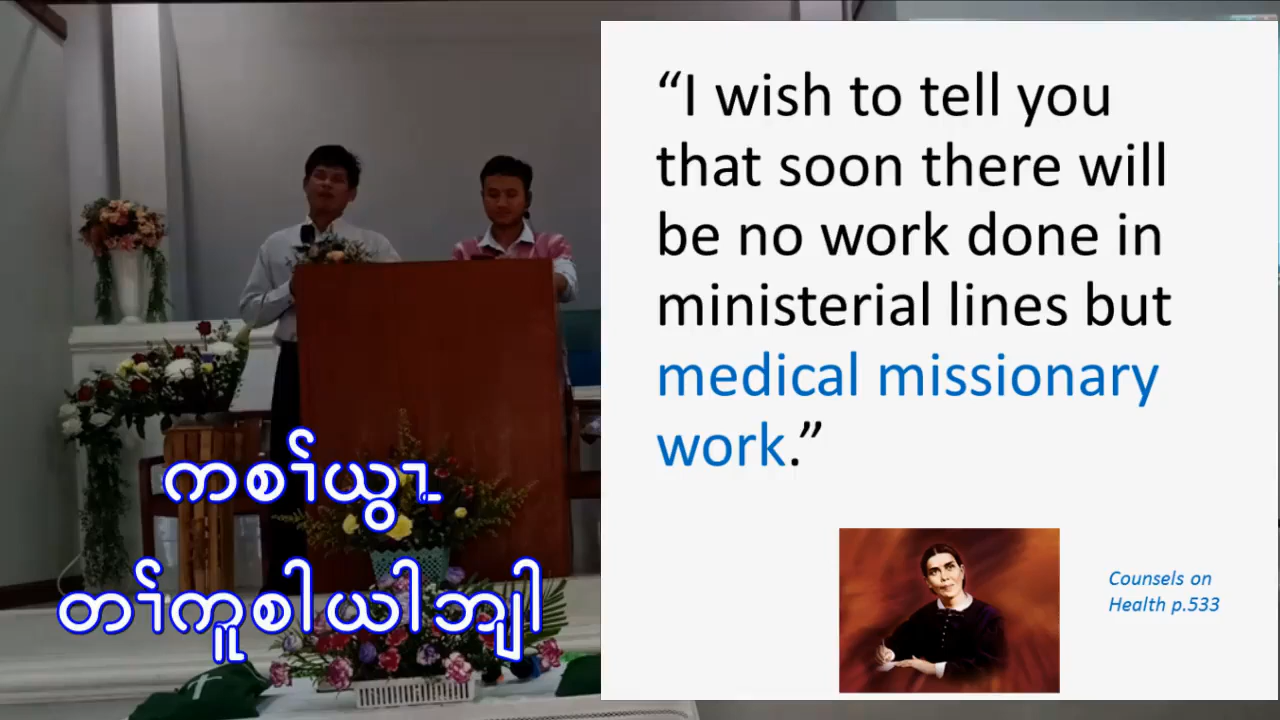 “I wish to tell you
that soon there will
be no work done in
ministerial lines but
medical missionary
work.”
Counsels on
Health p.533
ကစၢ်ယွၤ
တၢ်ကူစါယါဘျါ